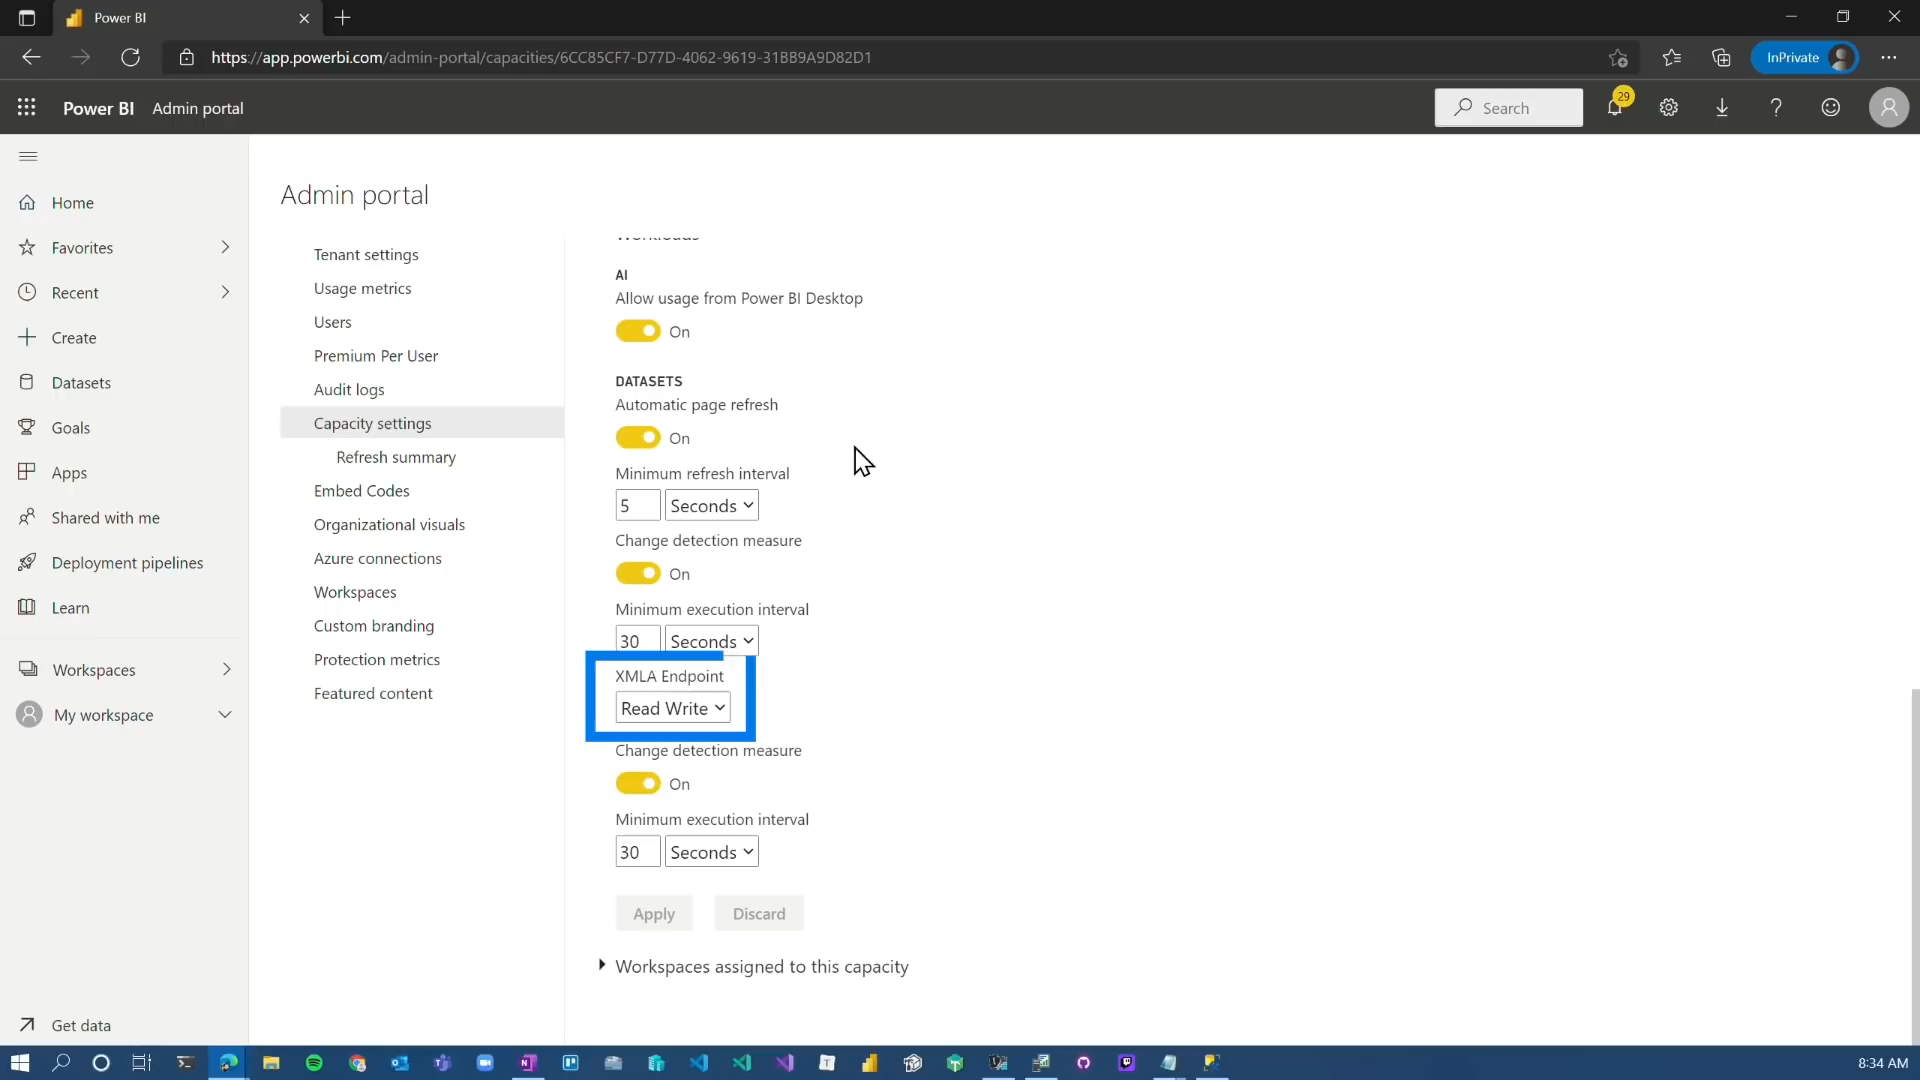 Power BI
https://app.powerbi.com/admin-portal/capacities/6CC85CF7-D77D-4062-9619-31BB9A9D82D1
InPrivate
Power BI Admin portal
Search
29
Home
Favorites
Recent
Create
Datasets
Goals
Apps
Shared with me
Deployment pipelines
Learn
Workspaces
My workspace
Get data
Admin portal
Tenant settings
Usage metrics
Users
Premium Per User
Audit logs
Capacity settings
Refresh summary
Embed Codes
Organizational visuals
Azure connections
Workspaces
Custom branding
Protection metrics
Featured content
Workloads
AI
Allow usage from Power BI Desktop
On
DATASETS
Automatic page refresh
On
Minimum refresh interval
5 Seconds
Change detection measure
On
Minimum execution interval
30 Seconds
XMLA Endpoint
Read Write
Change detection measure
On
Minimum execution interval
30 Seconds
Apply Discard
Workspaces assigned to this capacity
8:34 AM